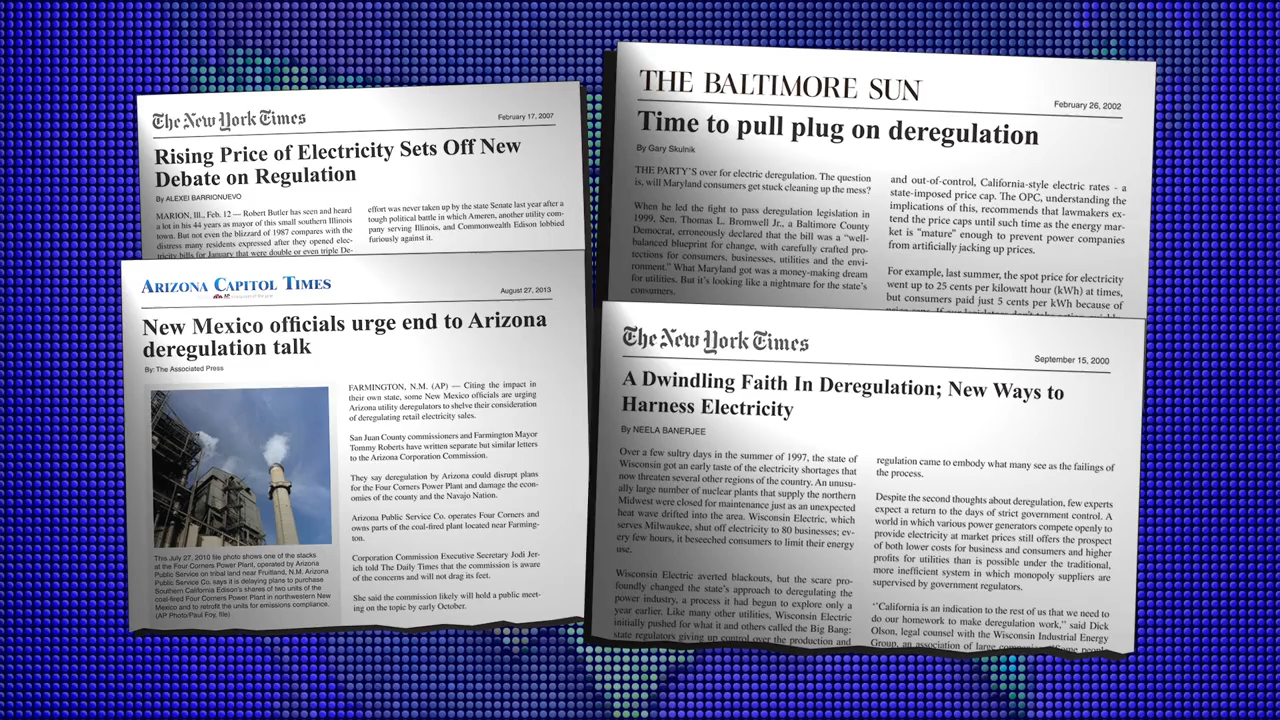 The New York Times
February 17, 2007
Rising Price of Electricity Sets Off New
Debate on Regulation
By ALEXEI BARRIONUEVO
MARION, Ill., Feb. 12 — Robert Butler has seen and heard
a lot in his 44 years as mayor of this small southern Illinois
town. But not even the blizzard of 1987 compares with the
distress many residents expressed after they opened elec-
tricity bills for January that were double or even triple De-
effort was never taken up by the state Senate last year after a
tough political battle in which Ameren, another utility com-
pany serving Illinois, and Commonwealth Edison lobbied
furiously against it.
THE BALTIMORE SUN
February 26, 2002
Time to pull plug on deregulation
By Gary Skulnik
THE PARTY'S over for electric deregulation. The question
is, will Maryland consumers get stuck cleaning up the mess?
When he led the fight to pass deregulation legislation in
1999, Sen. Thomas L. Bromwell Jr., a Baltimore County
Democrat, erroneously declared that the bill was a “well-
balanced blueprint for change, with carefully crafted pro-
tections for consumers, businesses, utilities and the envi-
ronment.” What Maryland got was a money-making dream
for utilities. But it's looking like a nightmare for the state's
consumers.
and out-of-control, California-style electric rates - a
state-imposed price cap. The OPC, understanding the
implications of this, recommends that lawmakers ex-
tend the price caps until such time as the energy mar-
ket is “mature” enough to prevent power companies
from artificially jacking up prices.
For example, last summer, the spot price for electricity
went up to 25 cents per kilowatt hour (kWh) at times,
but consumers paid just 5 cents per kWh because of
ARIZONA CAPITOL TIMES
August 27, 2013
New Mexico officials urge end to Arizona
deregulation talk
By: The Associated Press
This July 27, 2010 file photo shows one of the stacks
at the Four Corners Power Plant, operated by Arizona
Public Service on tribal land near Fruitland, N.M. Arizona
Public Service Co. says it is delaying plans to purchase
Southern California Edison's shares of two units of the
coal-fired Four Corners Power Plant in northwestern New
Mexico and to retrofit the units for emissions compliance.
(AP Photo/Paul Foy, file)
FARMINGTON, N.M. (AP) — Citing the impact in
their own state, some New Mexico officials are urging
Arizona utility deregulators to shelve their consideration
of deregulating retail electricity sales.
San Juan County commissioners and Farmington Mayor
Tommy Roberts have written separate but similar letters
to the Arizona Corporation Commission.
They say deregulation by Arizona could disrupt plans
for the Four Corners Power Plant and damage the econ-
omies of the county and the Navajo Nation.
Arizona Public Service Co. operates Four Corners and
owns parts of the coal-fired plant located near Farming-
ton.
Corporation Commission Executive Secretary Jodi Jer-
ich told The Daily Times that the commission is aware
of the concerns and will not drag its feet.
She said the commission likely will hold a public meet-
ing on the topic by early October.
The New York Times
September 15, 2000
A Dwindling Faith In Deregulation; New Ways to
Harness Electricity
By NEELA BANERJEE
Over a few sultry days in the summer of 1997, the state of
Wisconsin got an early taste of the electricity shortages that
now threaten several other regions of the country. An unusu-
ally large number of nuclear plants that supply the northern
Midwest were closed for maintenance just as an unexpected
heat wave drifted into the area. Wisconsin Electric, which
serves Milwaukee, shut off electricity to 80 businesses; ev-
ery few hours, it beseeched consumers to limit their energy
use.
Wisconsin Electric averted blackouts, but the scare pro-
foundly changed the state's approach to deregulating the
power industry, a process it had begun to explore only a
year earlier. Like many other utilities, Wisconsin Electric
initially pushed for what it and others called the Big Bang:
state regulators giving up control over the production and
regulation came to embody what many see as the failings of
the process.
Despite the second thoughts about deregulation, few experts
expect a return to the days of strict government control. A
world in which various power generators compete openly to
provide electricity at market prices still offers the prospect
of both lower costs for business and consumers and higher
profits for utilities than is possible under the traditional,
more inefficient system in which monopoly suppliers are
supervised by government regulators.
''California is an indication to the rest of us that we need to
do our homework to make deregulation work,'' said Dick
Olson, legal counsel with the Wisconsin Industrial Energy
Group, an association of large